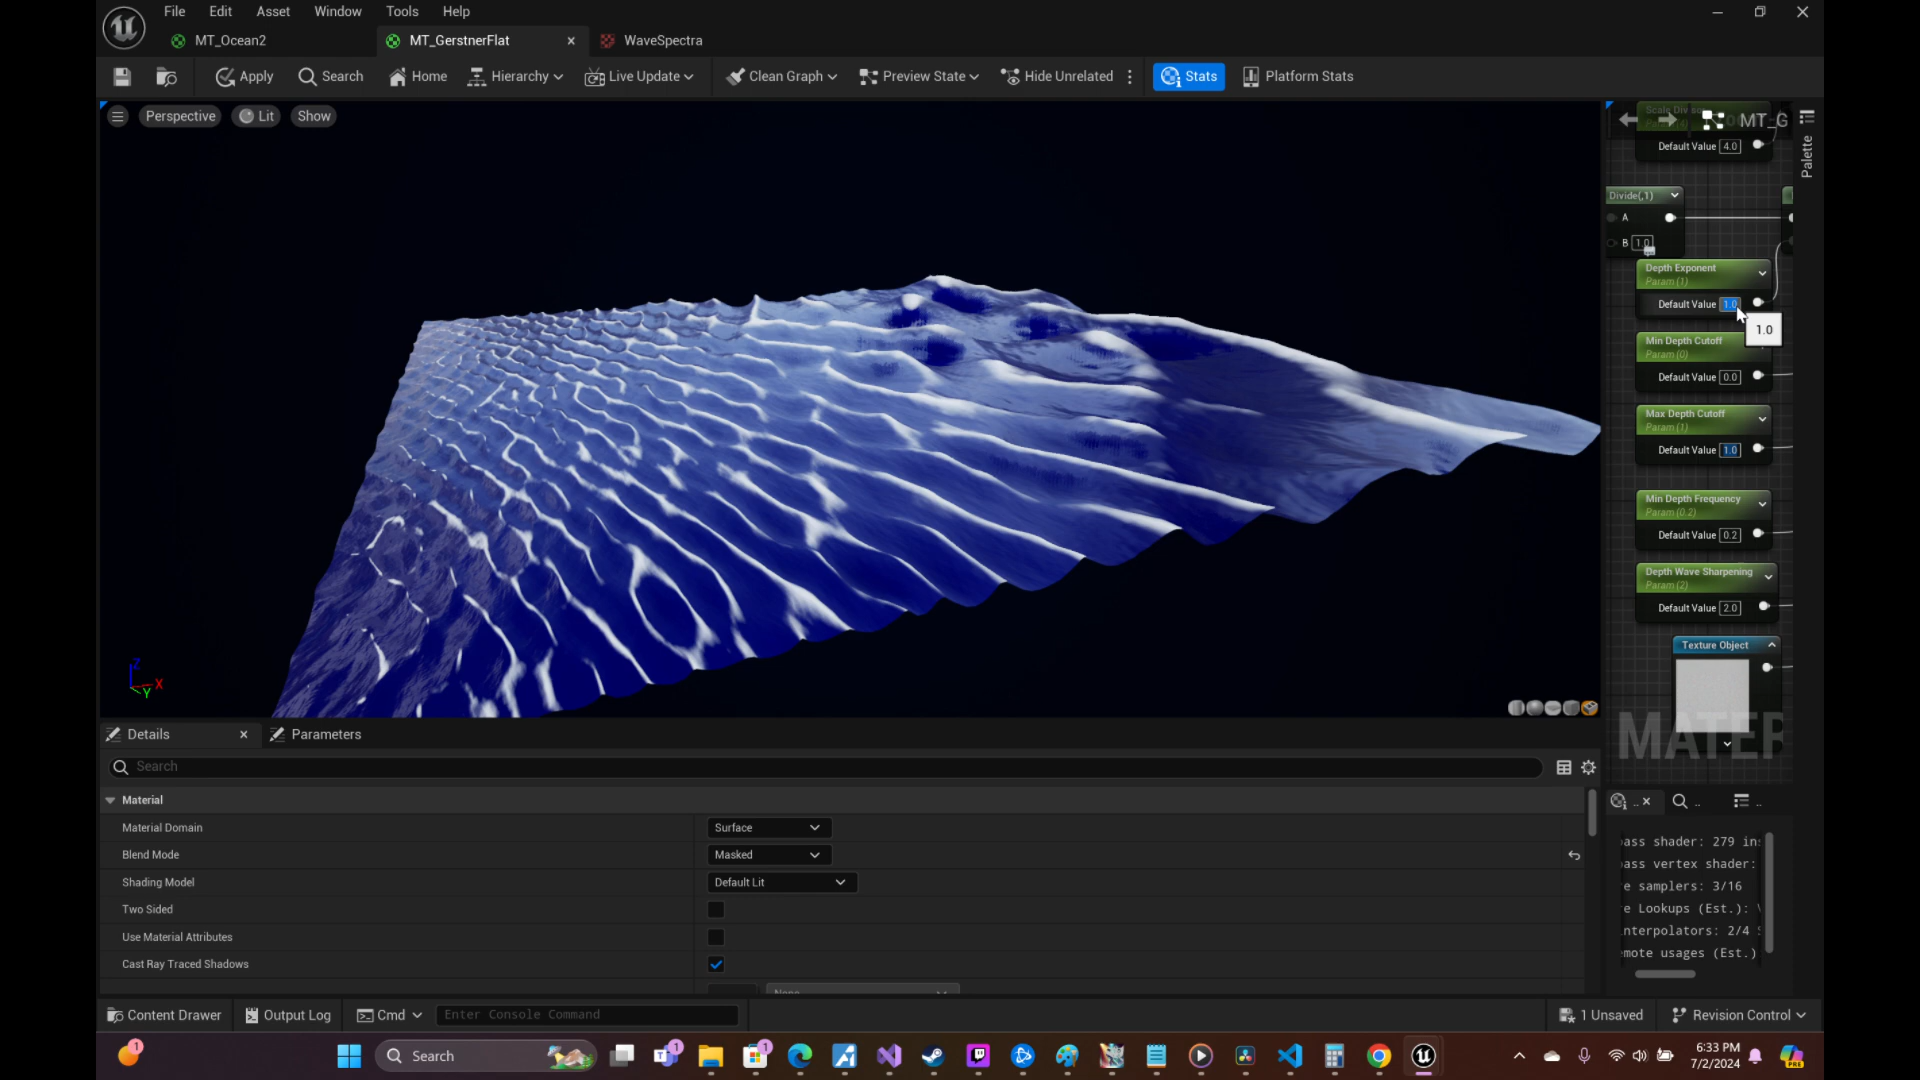 File Edit Asset Window Tools Help
MT_Ocean2
MT_GerstnerFlat
WaveSpectra
Apply Search Home Hierarchy Live Update Clean Graph Preview State Hide Unrelated Stats Platform Stats
Perspective Lit Show
MT_G
Palette
Default Value 4.0
Divide(,1)
A
B 1.0
Depth Exponent
Param (1)
Default Value 1.0
1.0
Min Depth Cutoff
Param (0)
Default Value 0.0
Max Depth Cutoff
Param (1)
Default Value 1.0
Min Depth Frequency
Param (0.2)
Default Value 0.2
Depth Wave Sharpening
Param (2)
Default Value 2.0
Texture Object
MATER
Z
X
Y
Details
Parameters
Search
Material
Material Domain Surface
Blend Mode Masked
Shading Model Default Lit
Two Sided
Use Material Attributes
Cast Ray Traced Shadows
ass shader: 279 in
ass vertex shader:
e samplers: 3/16
e Lookups (Est.):
nterpolators: 2/4
mote usages (Est.)
Content Drawer Output Log Cmd Enter Console Command 1 Unsaved Revision Control
1
Search
1
1
6:33 PM
7/2/2024
PRE